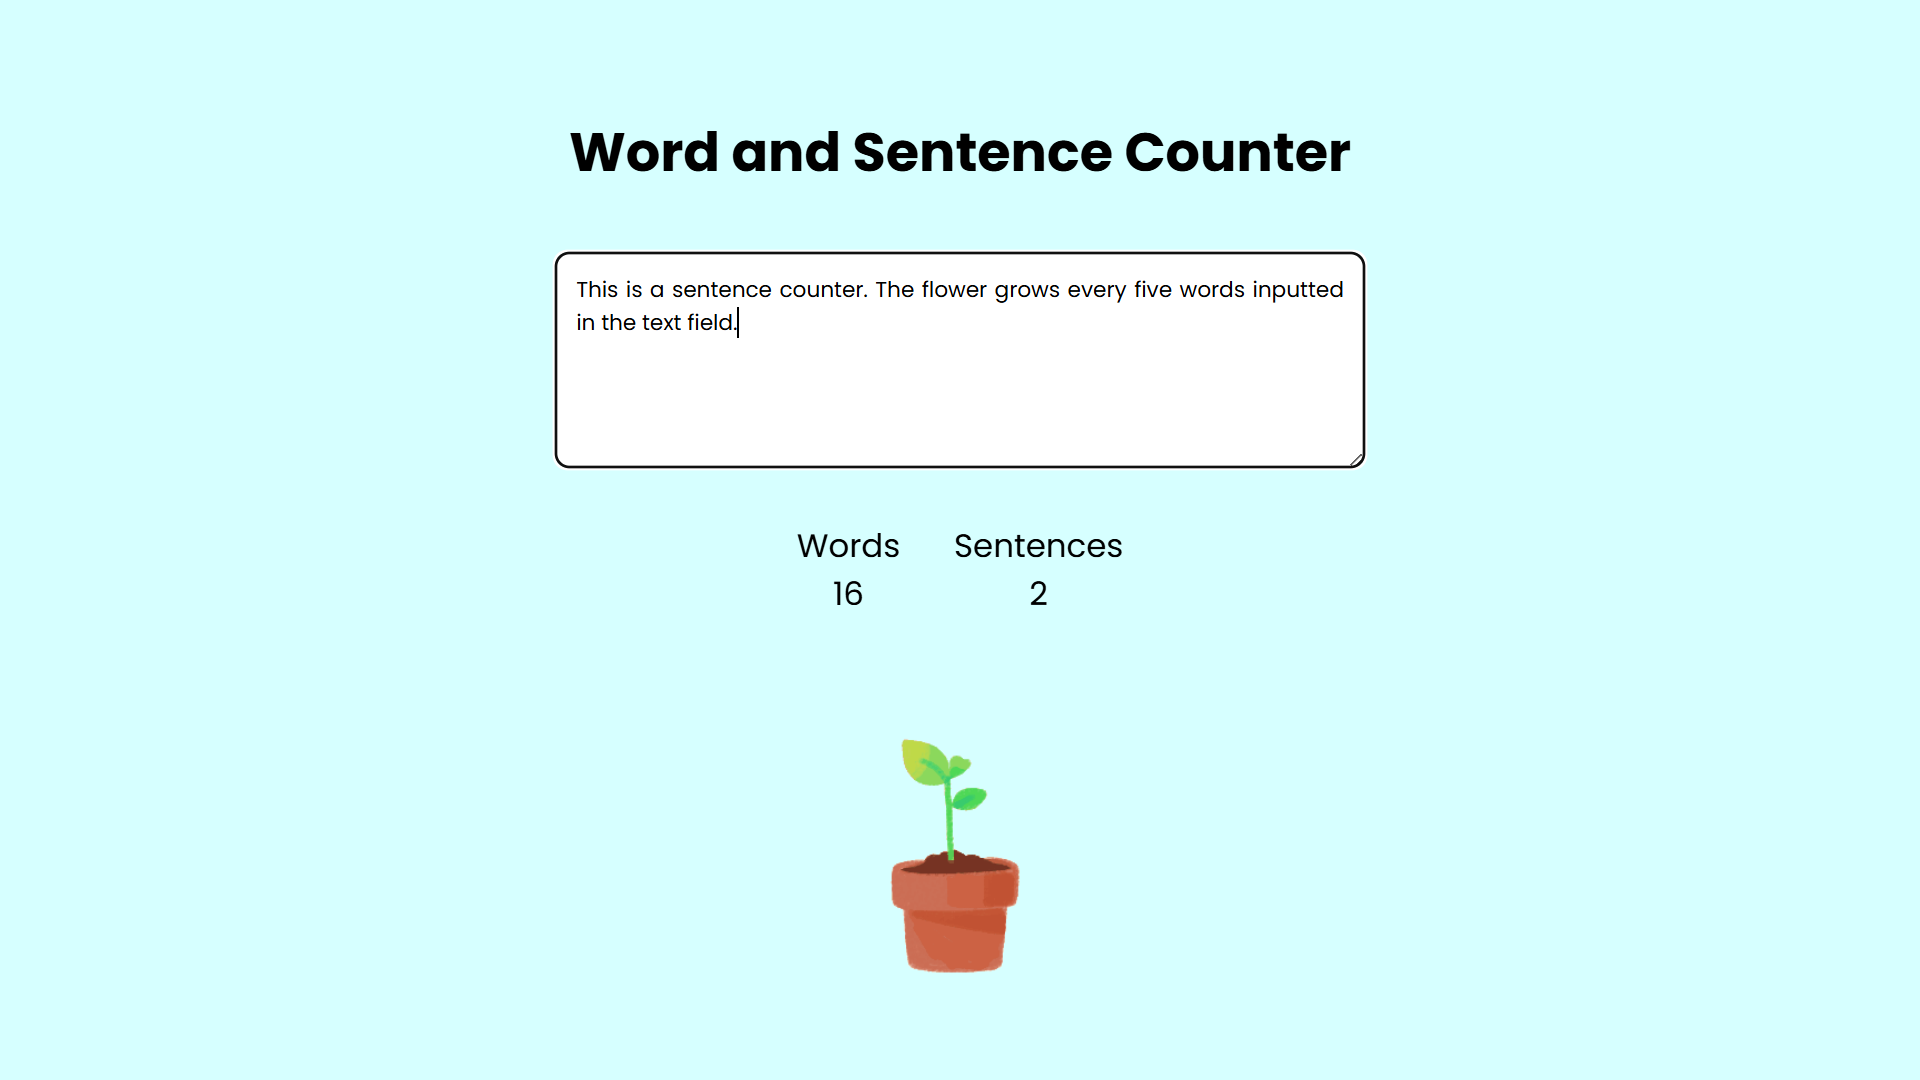 Word and Sentence Counter
This is a sentence counter. The flower grows every five words inputted
in the text field.
Words Sentences
16 2